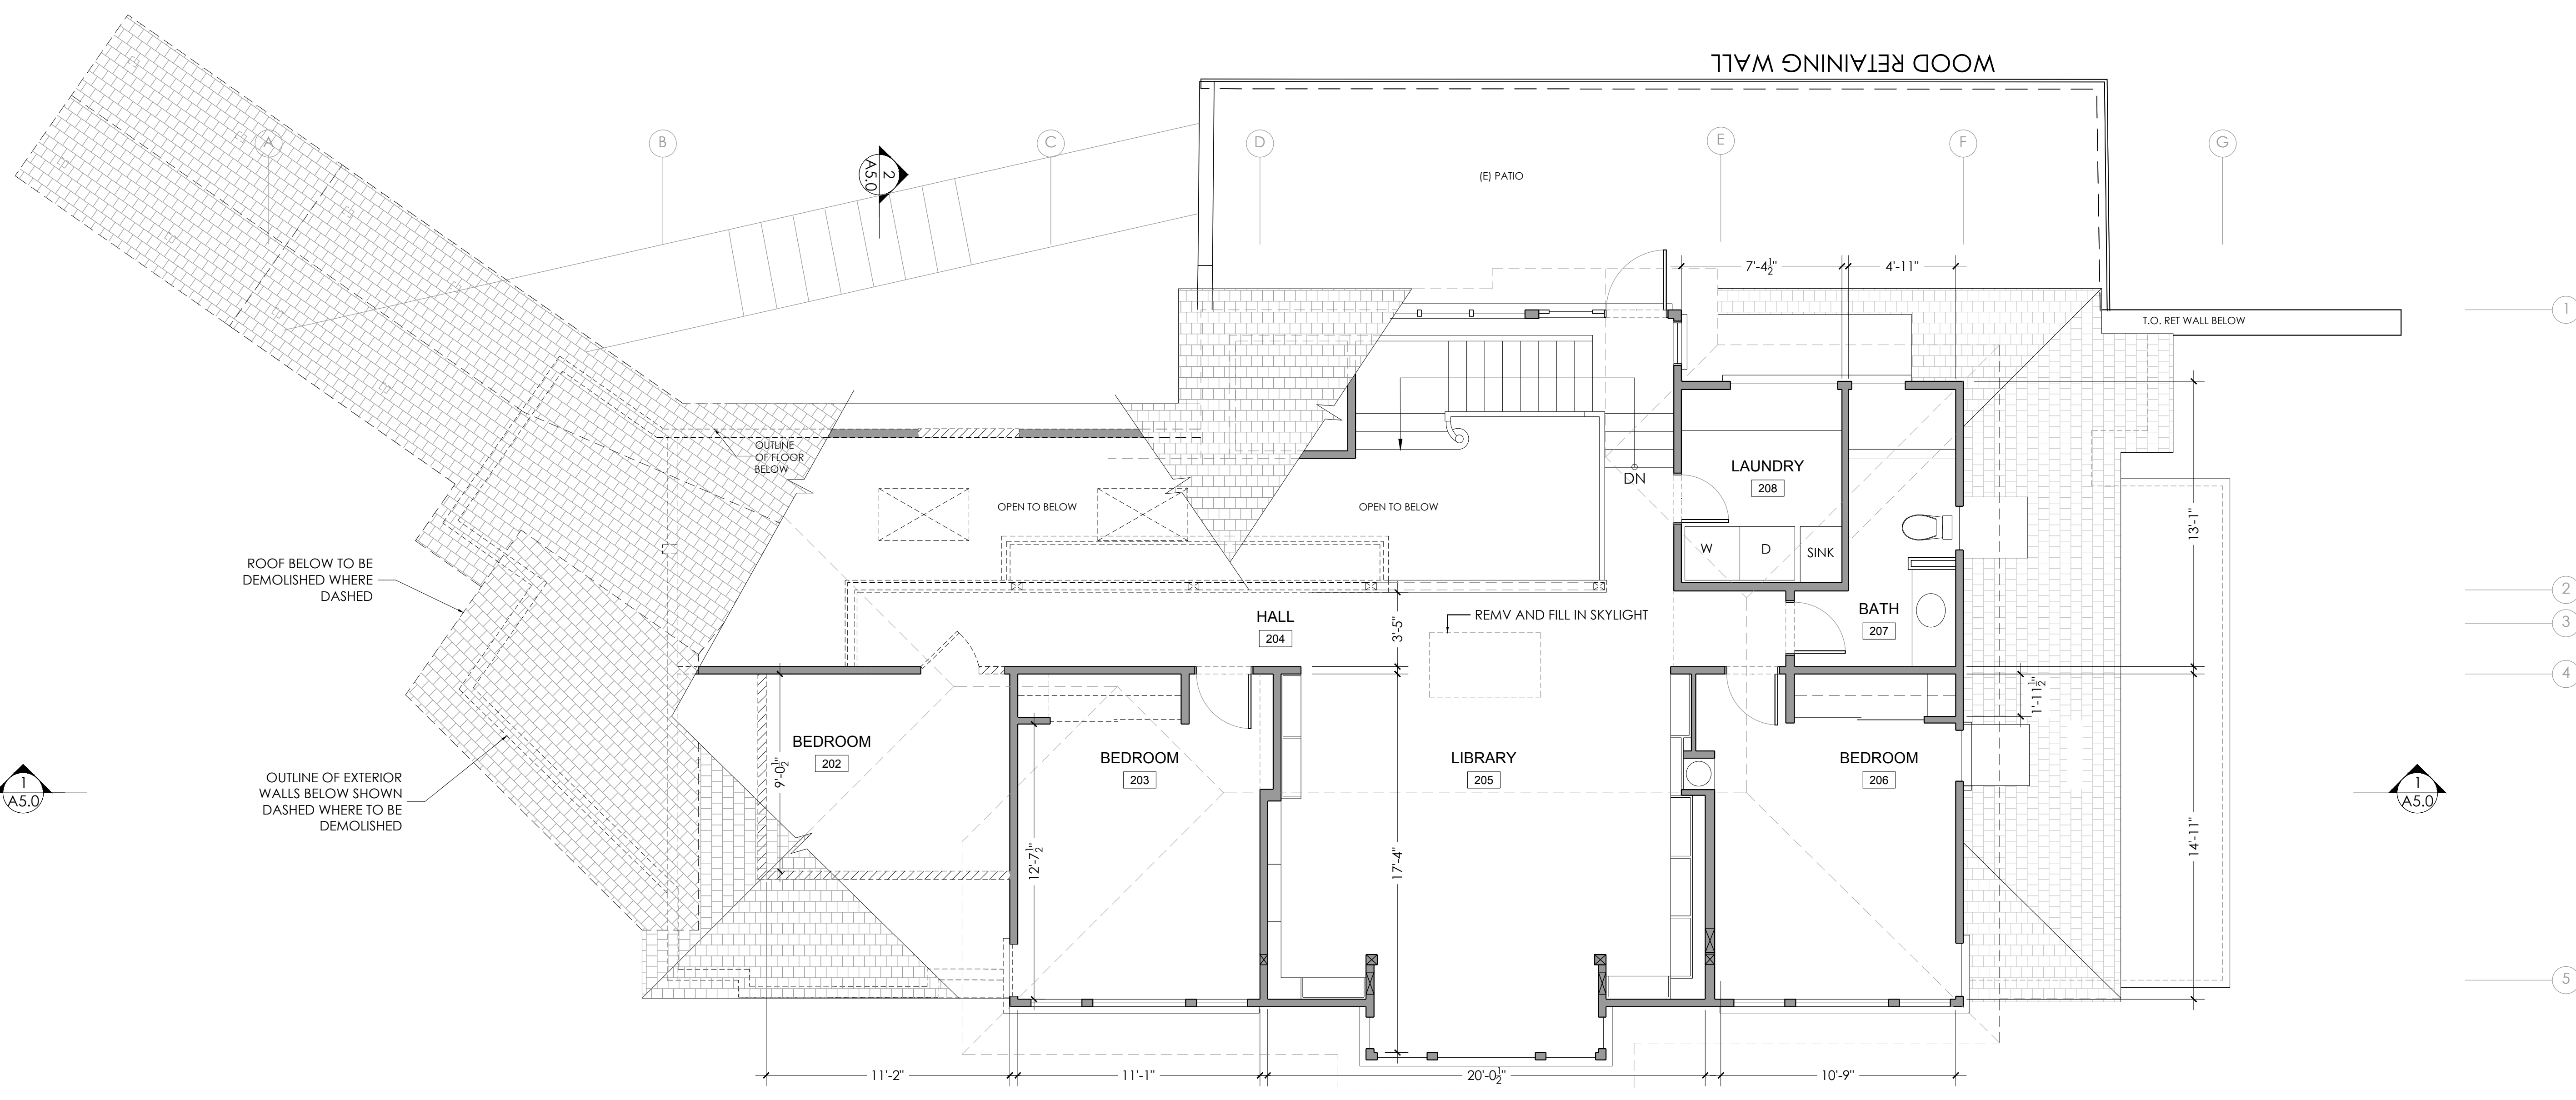 WOOD RETAINING WALL
A
B
C
D
E
F
G
2
A5.0
(E) PATIO
7'-4½"
4'-11"
T.O. RET WALL BELOW
1
OUTLINE
OF FLOOR
BELOW
LAUNDRY
208
DN
OPEN TO BELOW
OPEN TO BELOW
13'-1"
W
D
SINK
ROOF BELOW TO BE
DEMOLISHED WHERE
DASHED
2
HALL
204
3'-5"
REMV AND FILL IN SKYLIGHT
BATH
207
3
4
1'-11½"
BEDROOM
202
9'-0½"
BEDROOM
203
LIBRARY
205
BEDROOM
206
OUTLINE OF EXTERIOR
WALLS BELOW SHOWN
DASHED WHERE TO BE
DEMOLISHED
1
A5.0
1
A5.0
12'-7½"
17'-4"
14'-11"
5
11'-2"
11'-1"
20'-0½"
10'-9"